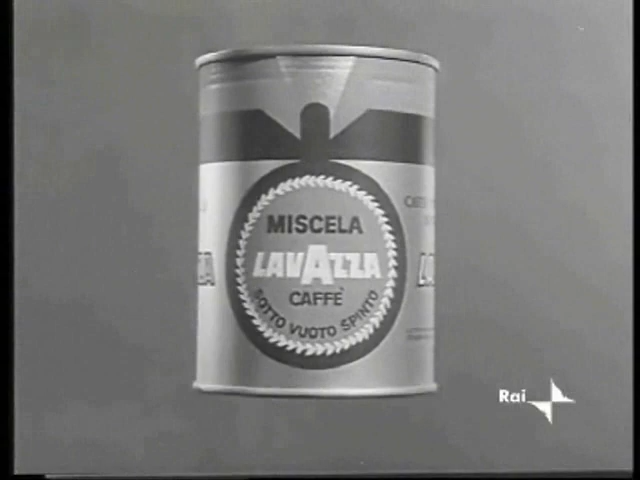 MISCELA
LAVAZZA
CAFFÈ
SOTTO VUOTO SPINTO
Rai